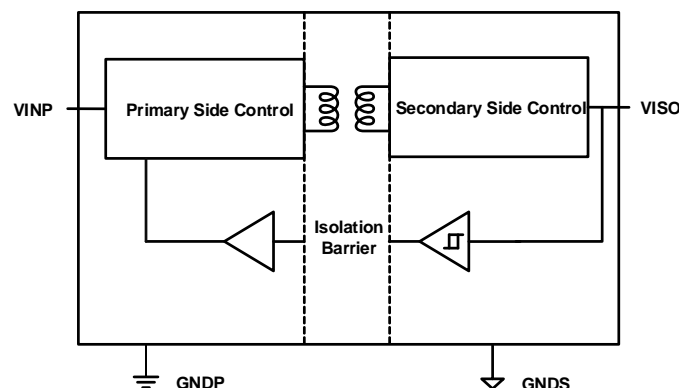 VINP
Primary Side Control
Secondary Side Control
VISO
Isolation
Barrier
GNDP
GNDS